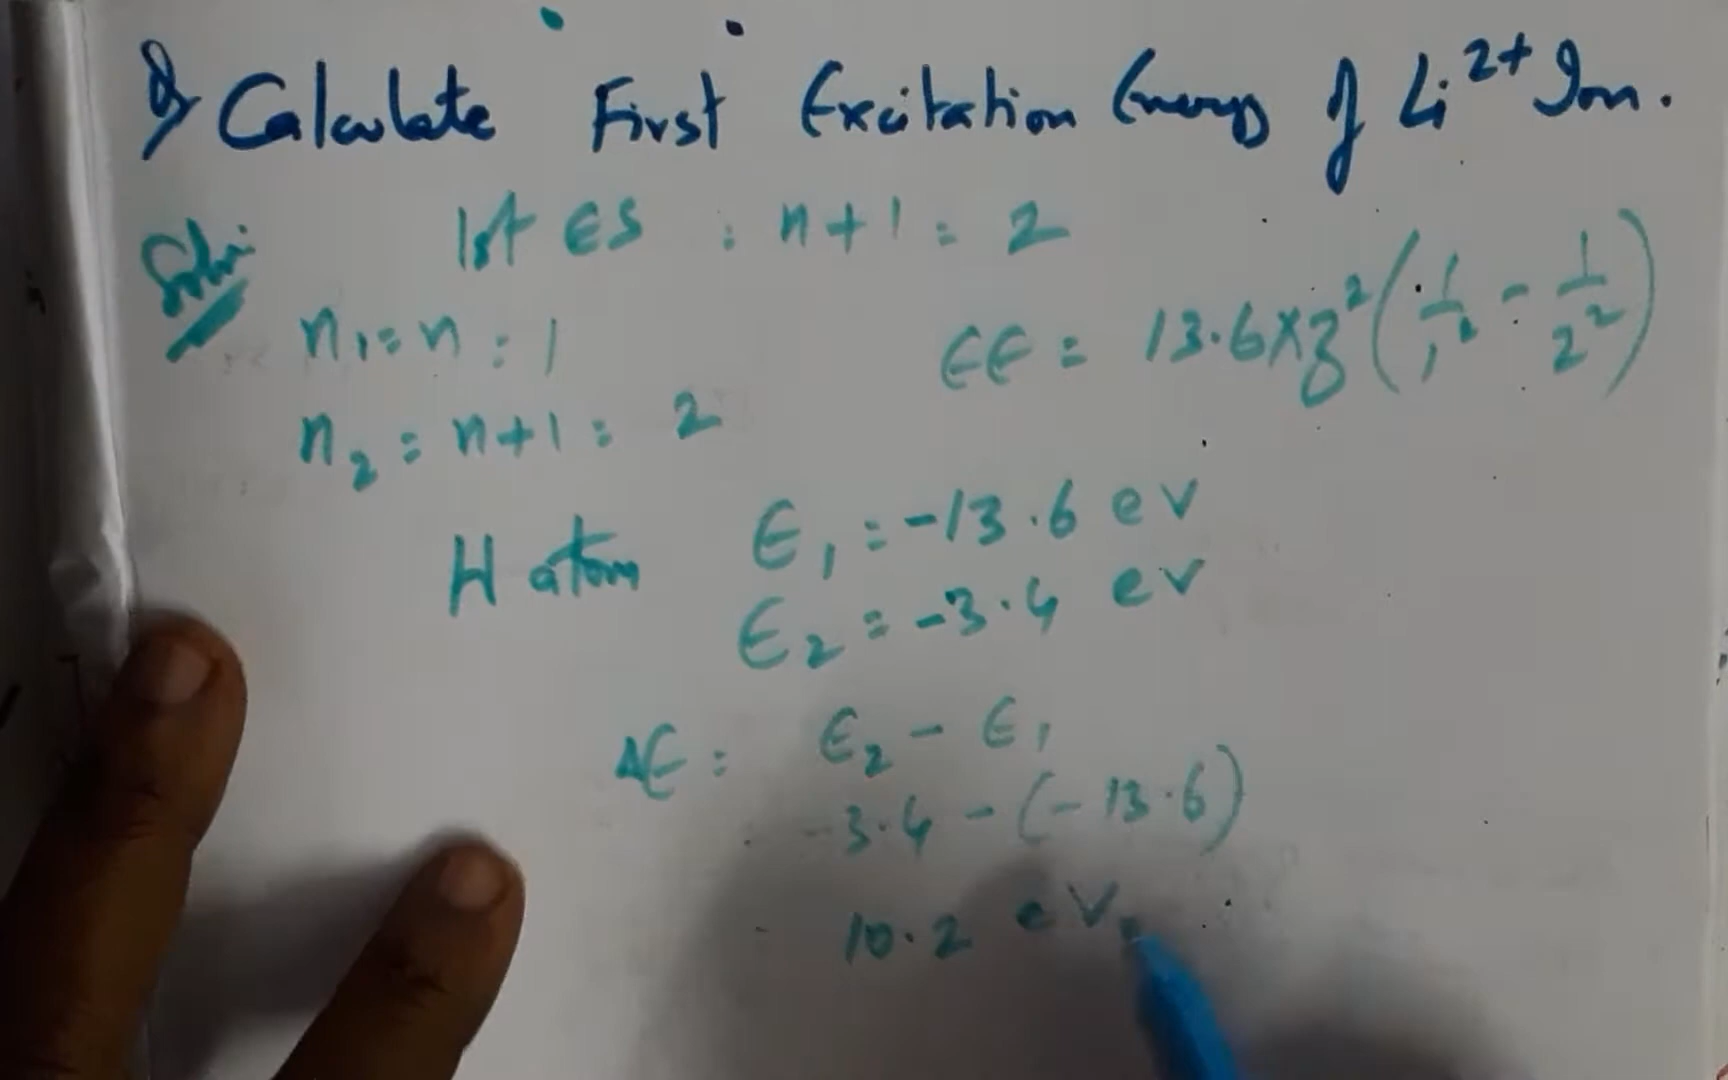 Q) Calculate First Excitation Energy of Li²⁺ Ion.
Soln:
1st ES : n+1 = 2
n₁ = n : 1
EE = 13.6 x z² ( 1/1² - 1/2² )
n₂ = n+1 = 2
H atom E₁ = -13.6 eV
E₂ = -3.4 eV
ΔE = E₂ - E₁
-3.4 - (-13.6)
10.2 eV